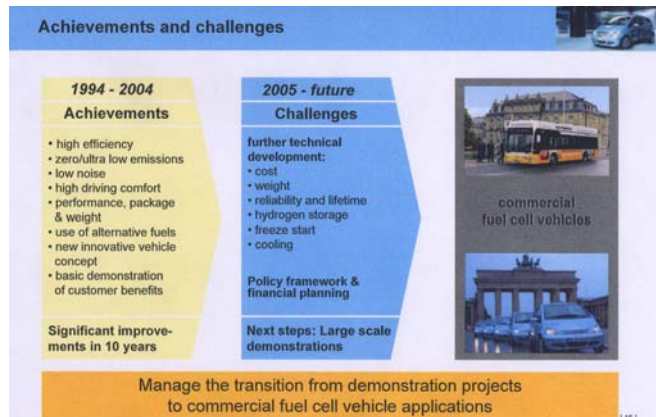 Achievements and challenges
1994 - 2004
Achievements
• high efficiency
• zero/ultra low emissions
• low noise
• high driving comfort
• performance, package
& weight
• use of alternative fuels
• new innovative vehicle
concept
• basic demonstration
of customer benefits
Significant improve-
ments in 10 years
2005 - future
Challenges
further technical
development:
• cost
• weight
• reliability and lifetime
• hydrogen storage
• freeze start
• cooling
Policy framework &
financial planning
Next steps: Large scale
demonstrations
commercial
fuel cell vehicles
Manage the transition from demonstration projects
to commercial fuel cell vehicle applications